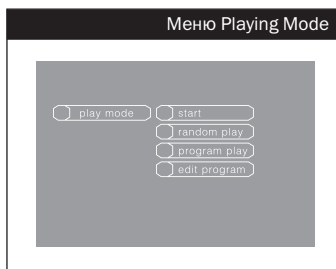 Меню Playing Mode
play mode start
random play
program play
edit program